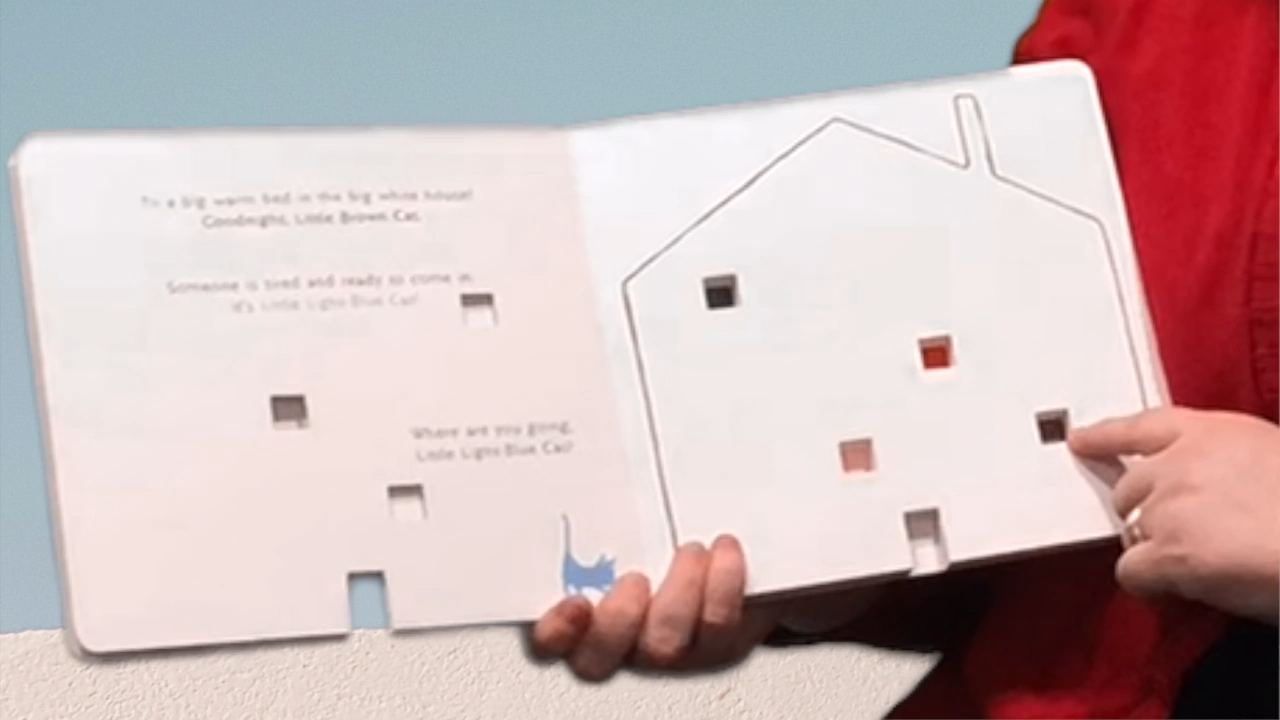 To a big warm bed in the big white house!
Goodnight, Little Brown Cat.
Someone is tired and ready to come in.
It's Little Light Blue Cat!
Where are you going,
Little Light Blue Cat?